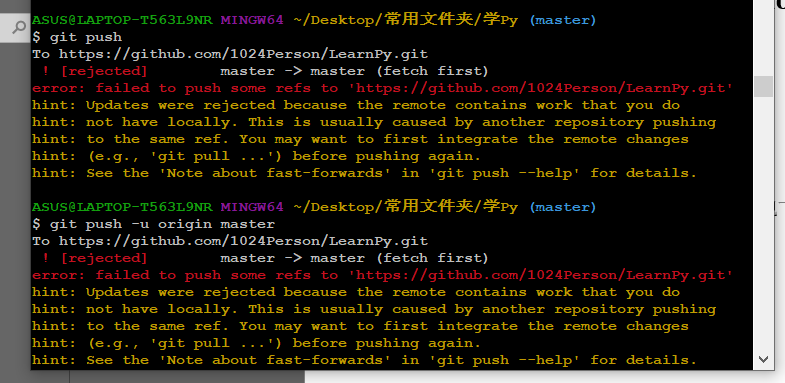 ASUS@LAPTOP-T563L9NR MINGW64 ~/Desktop/常用文件夹/学Py (master)
$ git push
To https://github.com/1024Person/LearnPy.git
 ! [rejected]        master -> master (fetch first)
error: failed to push some refs to 'https://github.com/1024Person/LearnPy.git'
hint: Updates were rejected because the remote contains work that you do
hint: not have locally. This is usually caused by another repository pushing
hint: to the same ref. You may want to first integrate the remote changes
hint: (e.g., 'git pull ...') before pushing again.
hint: See the 'Note about fast-forwards' in 'git push --help' for details.
ASUS@LAPTOP-T563L9NR MINGW64 ~/Desktop/常用文件夹/学Py (master)
$ git push -u origin master
To https://github.com/1024Person/LearnPy.git
 ! [rejected]        master -> master (fetch first)
error: failed to push some refs to 'https://github.com/1024Person/LearnPy.git'
hint: Updates were rejected because the remote contains work that you do
hint: not have locally. This is usually caused by another repository pushing
hint: to the same ref. You may want to first integrate the remote changes
hint: (e.g., 'git pull ...') before pushing again.
hint: See the 'Note about fast-forwards' in 'git push --help' for details.